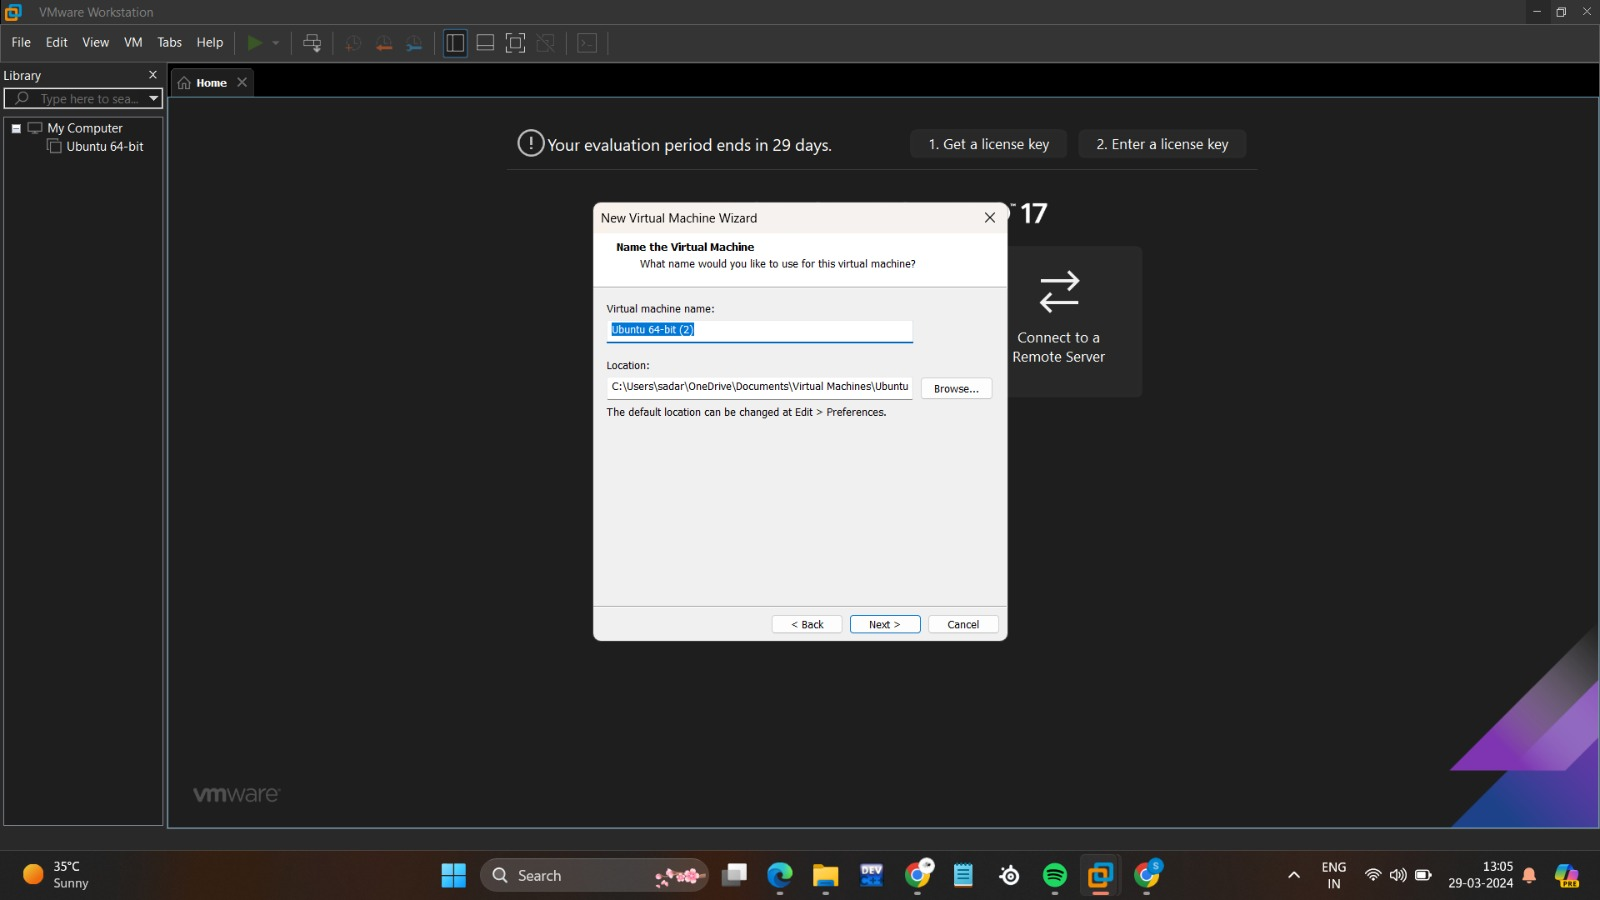 VMware Workstation
File Edit View VM Tabs Help
Library
Home
Type here to sea...
My Computer
Ubuntu 64-bit
Your evaluation period ends in 29 days.
1. Get a license key
2. Enter a license key
™ 17
New Virtual Machine Wizard
Name the Virtual Machine
What name would you like to use for this virtual machine?
Virtual machine name:
Ubuntu 64-bit (2)
Location:
C:\Users\sadar\OneDrive\Documents\Virtual Machines\Ubuntu
Browse...
The default location can be changed at Edit > Preferences.
< Back
Next >
Cancel
Connect to a
Remote Server
vmware
35°C
Sunny
Search
DEV
S
ENG
IN
13:05
29-03-2024
PRE